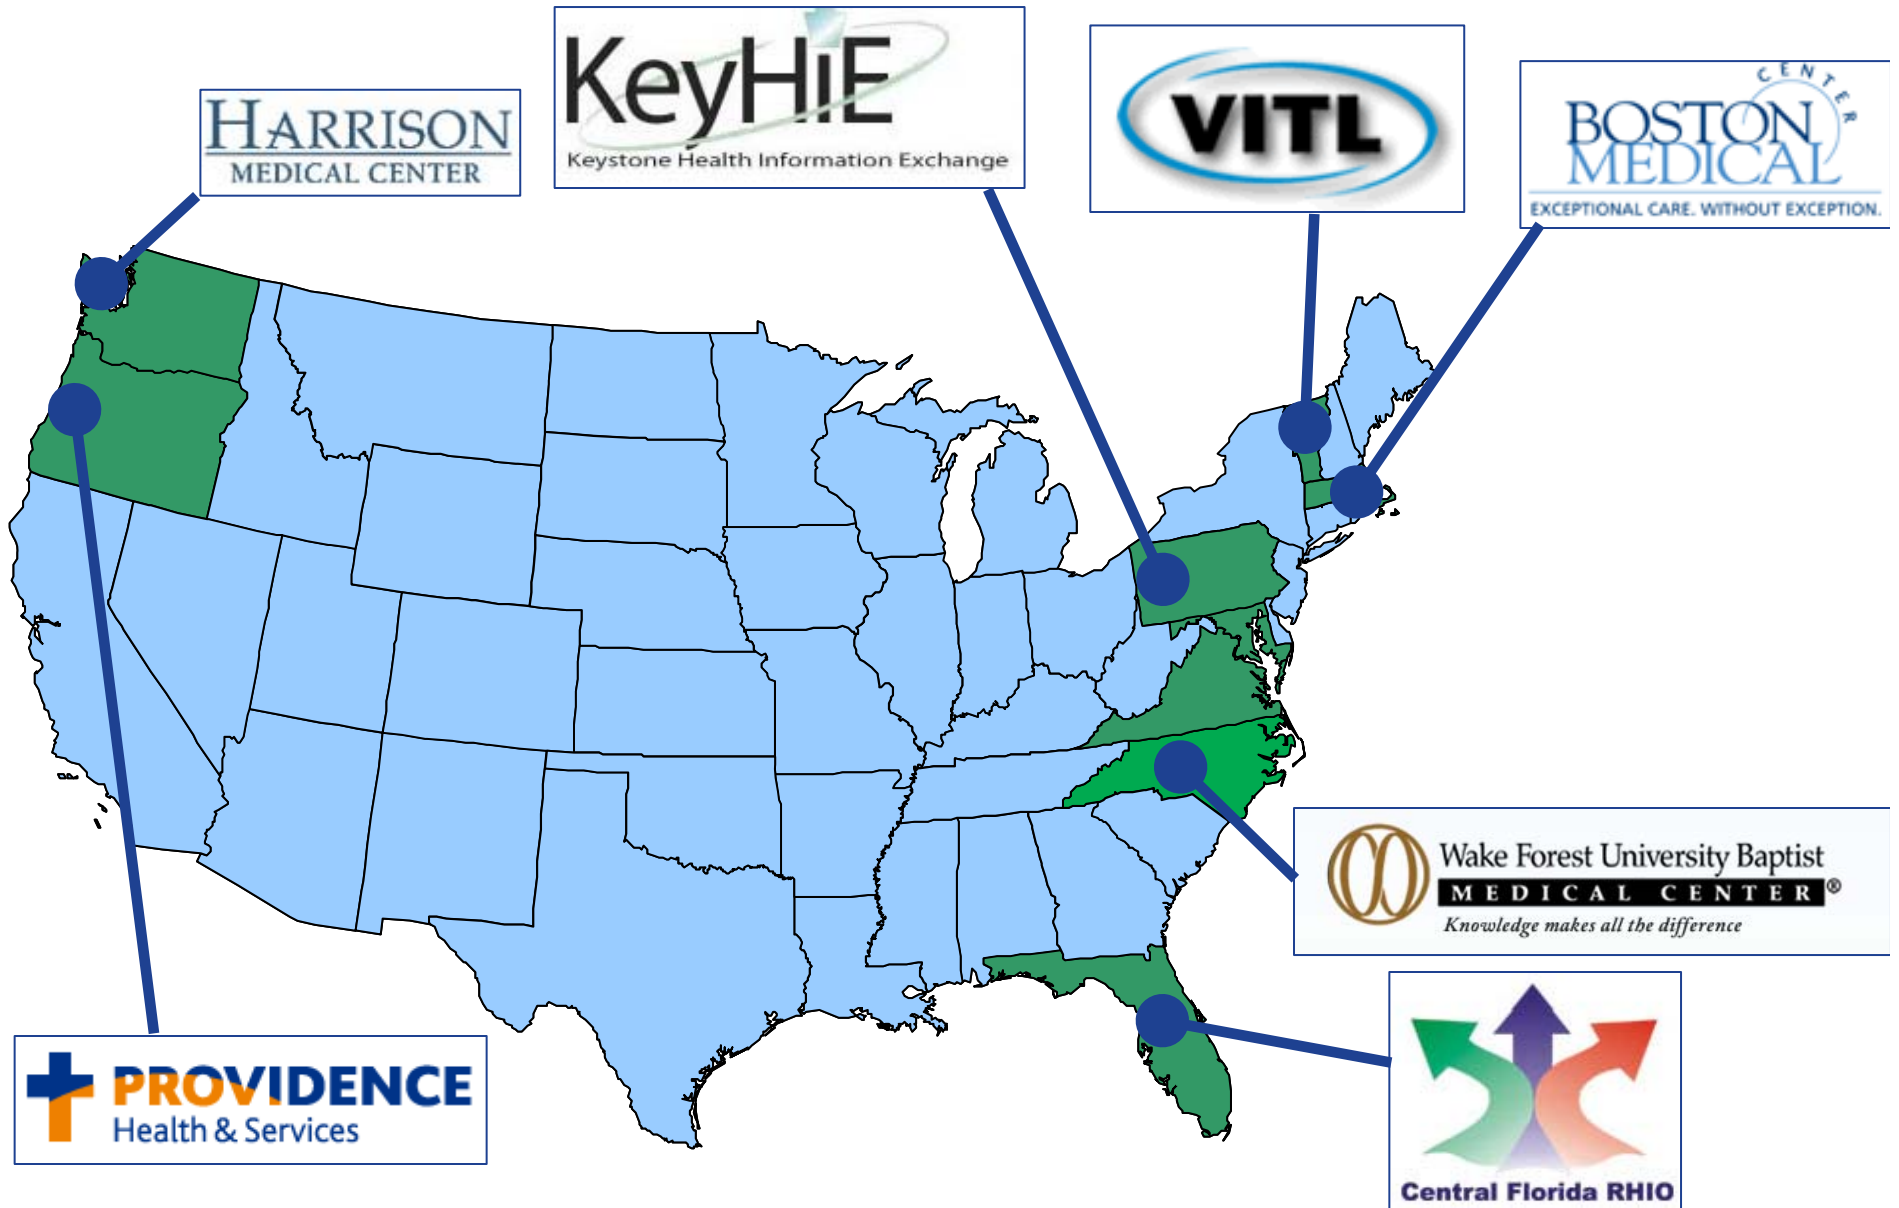 HARRISON
MEDICAL CENTER
KeyHiE
Keystone Health Information Exchange
VITL
BOSTON
MEDICAL
CENTER
EXCEPTIONAL CARE. WITHOUT EXCEPTION.
Wake Forest University Baptist
MEDICAL CENTER®
Knowledge makes all the difference
PROVIDENCE
Health & Services
Central Florida RHIO